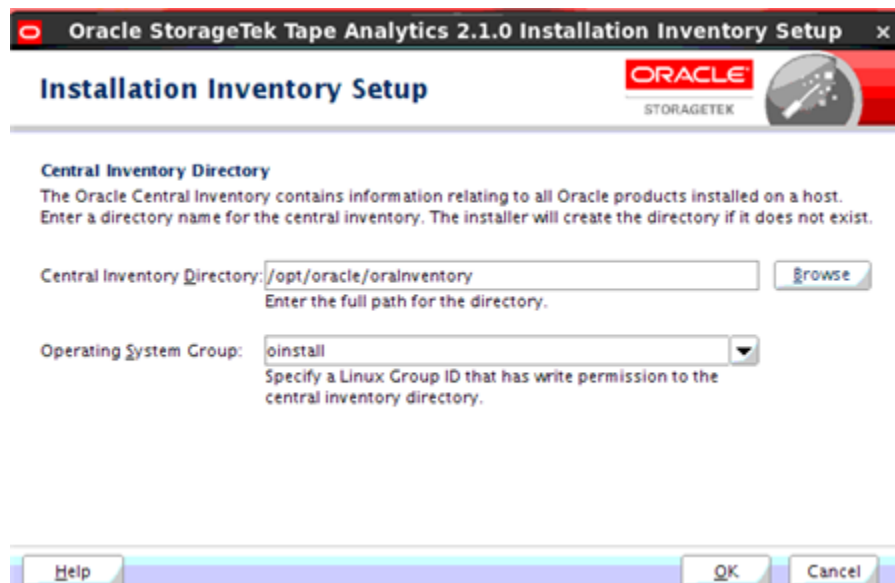 Oracle StorageTek Tape Analytics 2.1.0 Installation Inventory Setup ×
Installation Inventory Setup
ORACLE
STORAGETEK
Central Inventory Directory
The Oracle Central Inventory contains information relating to all Oracle products installed on a host.
Enter a directory name for the central inventory. The installer will create the directory if it does not exist.
Central Inventory Directory: /opt/oracle/oraInventory Browse
Enter the full path for the directory.
Operating System Group: oinstall
Specify a Linux Group ID that has write permission to the
central inventory directory.
Help OK Cancel